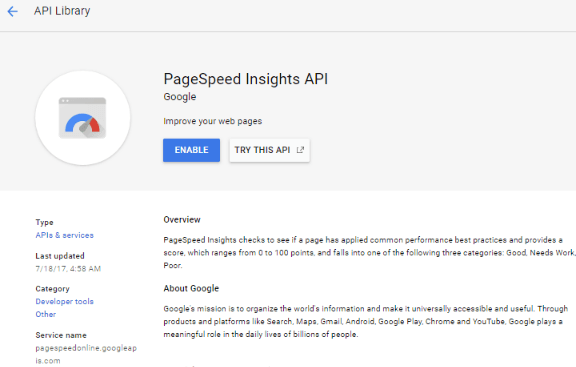 API Library
PageSpeed Insights API
Google
Improve your web pages
ENABLE
TRY THIS API
Type
APIs & services
Last updated
7/18/17, 4:58 AM
Category
Developer tools
Other
Service name
pagespeedonline.googleap
is.com
Overview
PageSpeed Insights checks to see if a page has applied common performance best practices and provides a
score, which ranges from 0 to 100 points, and falls into one of the following three categories: Good, Needs Work,
Poor.
About Google
Google's mission is to organize the world's information and make it universally accessible and useful. Through
products and platforms like Search, Maps, Gmail, Android, Google Play, Chrome and YouTube, Google plays a
meaningful role in the daily lives of billions of people.